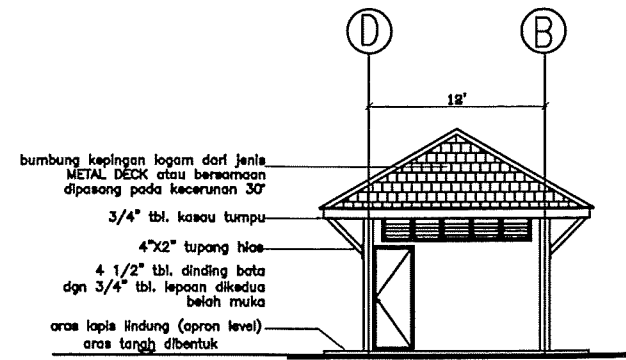 D B
12'
bumbung kepingan logam dari jenis
METAL DECK atau bersamaan
dipasang pada kecerunan 30°
3/4" tbl. kasau tumpu
4"X2" tupang hias
4 1/2" tbl. dinding bata
dgn 3/4" tbl. lepaan dikedua
belah muka
aras lapis lindung (apron level)
aras tanah dibentuk